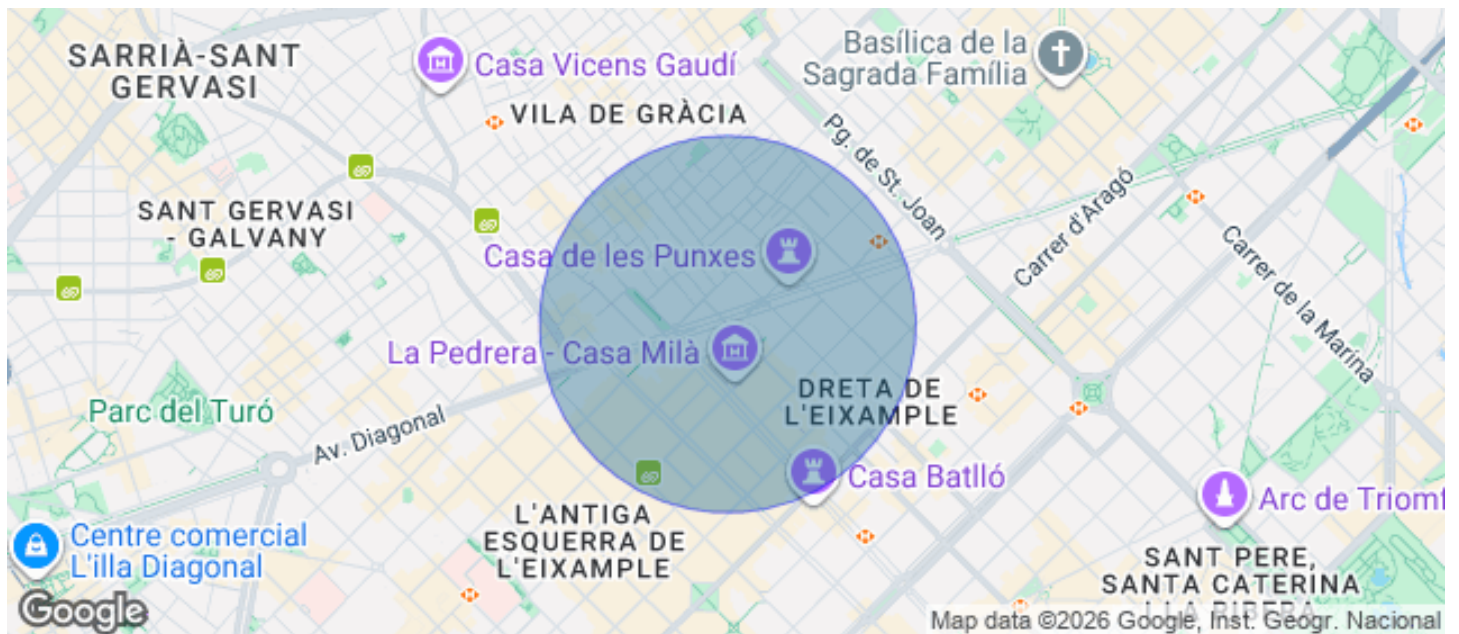 SARRIÀ-SANT
GERVASI
Casa Vicens Gaudí
Basílica de la
Sagrada Família
VILA DE GRÀCIA
Pg. de St. Joan
Carrer d'Aragó
SANT GERVASI
- GALVANY
Casa de les Punxes
Carrer de la Marina
La Pedrera - Casa Milà
DRETA DE
L'EIXAMPLE
Parc del Turó
Av. Diagonal
Casa Batlló
Arc de Triomf
L'ANTIGA
ESQUERRA DE
L'EIXAMPLE
Centre comercial
L'illa Diagonal
SANT PERE,
SANTA CATERINA
I LA RIBERA
Google
Map data ©2026 Google, Inst. Geogr. Nacional